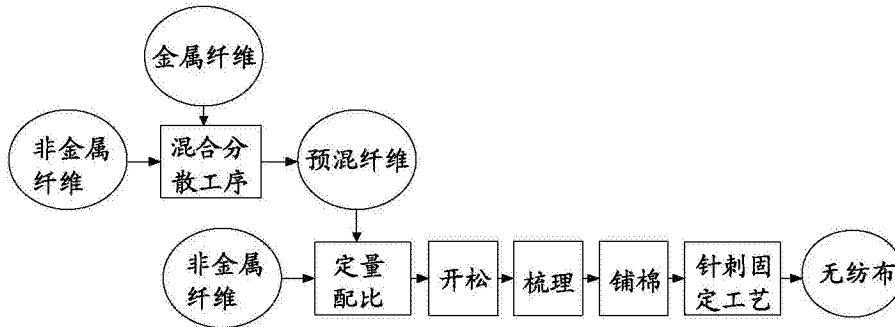 金属纤维
非金属
纤维
混合分
散工序
预混纤维
非金属
纤维
定量
配比
开松
梳理
铺棉
针刺固
定工艺
无纺布